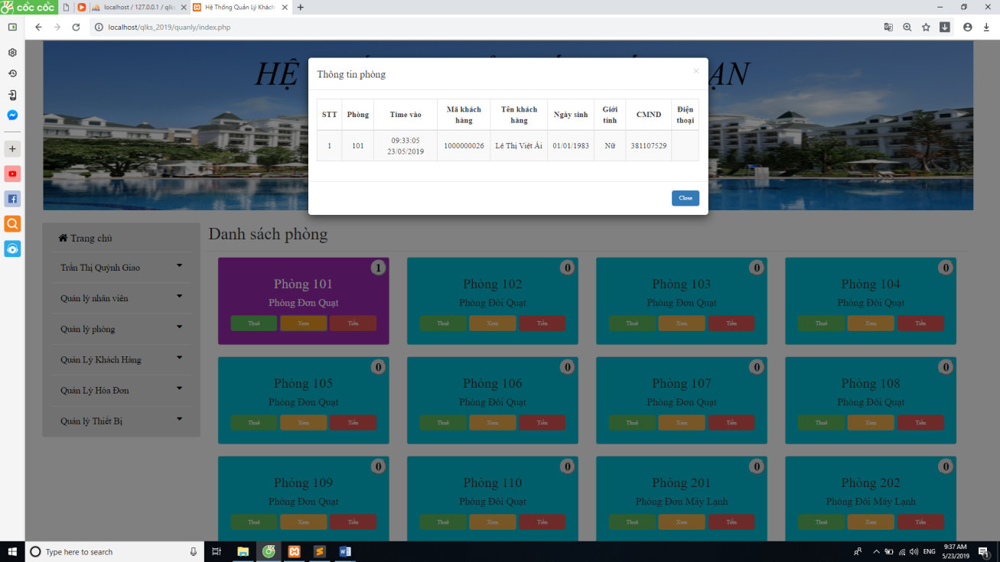 cốc cốc
localhost / 127.0.0.1 / qlks
Hệ Thống Quản Lý Khách
localhost/qlks_2019/quanly/index.php
HỆ ẠN
Thông tin phòng
×
STT Phòng Time vào Mã khách hàng Tên khách hàng Ngày sinh Giới tính CMND Điện thoại
1 101 09:33:05 23/05/2019 1000000026 Lê Thị Việt Ái 01/01/1983 Nữ 381107529
Close
Trang chủ
Trần Thị Quỳnh Giao
Quản lý nhân viên
Quản lý phòng
Quản Lý Khách Hàng
Quản Lý Hóa Đơn
Quản lý Thiết Bị
Danh sách phòng
1
Phòng 101
Phòng Đơn Quạt
Thuê Xem Tiền
0
Phòng 102
Phòng Đôi Quạt
Thuê Xem Tiền
0
Phòng 103
Phòng Đơn Quạt
Thuê Xem Tiền
0
Phòng 104
Phòng Đôi Quạt
Thuê Xem Tiền
0
Phòng 105
Phòng Đơn Quạt
Thuê Xem Tiền
0
Phòng 106
Phòng Đôi Quạt
Thuê Xem Tiền
0
Phòng 107
Phòng Đơn Quạt
Thuê Xem Tiền
0
Phòng 108
Phòng Đôi Quạt
Thuê Xem Tiền
0
Phòng 109
Phòng Đơn Quạt
Thuê Xem Tiền
0
Phòng 110
Phòng Đôi Quạt
Thuê Xem Tiền
0
Phòng 201
Phòng Đơn Máy Lạnh
Thuê Xem Tiền
0
Phòng 202
Phòng Đôi Máy Lạnh
Thuê Xem Tiền
Type here to search
ENG
9:37 AM
5/23/2019
1